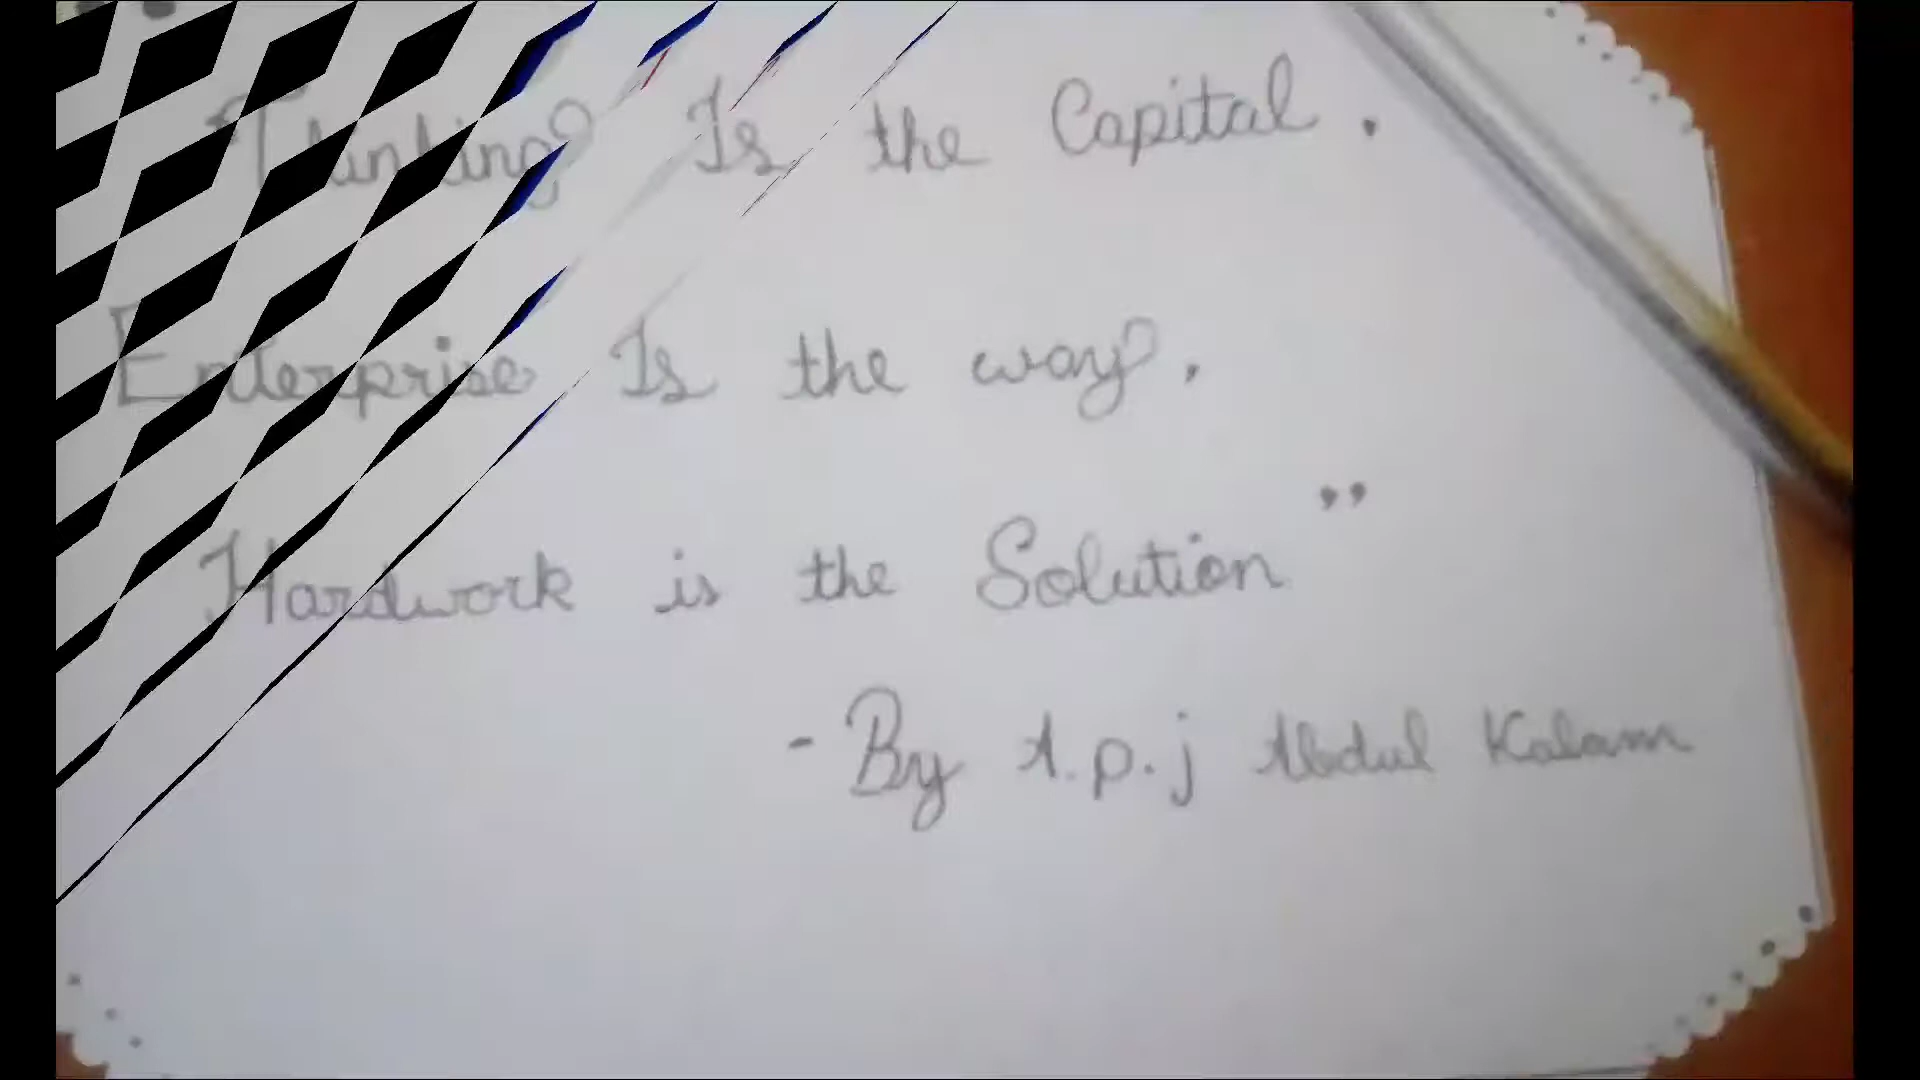 Thinking Is the Capital.
Enterprise Is the way.
Hardwork is the Solution”
- By A.p.j Abdul Kalam